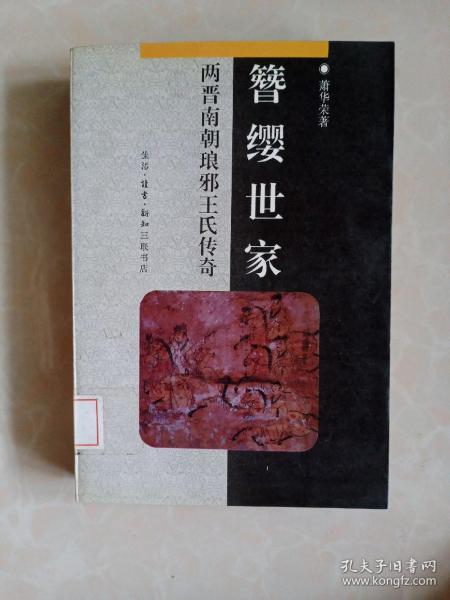 萧华荣著
簪缨世家
两晋南朝琅邪王氏传奇
生活·读书·新知三联书店
孔夫子旧书网
www.kongfz.com